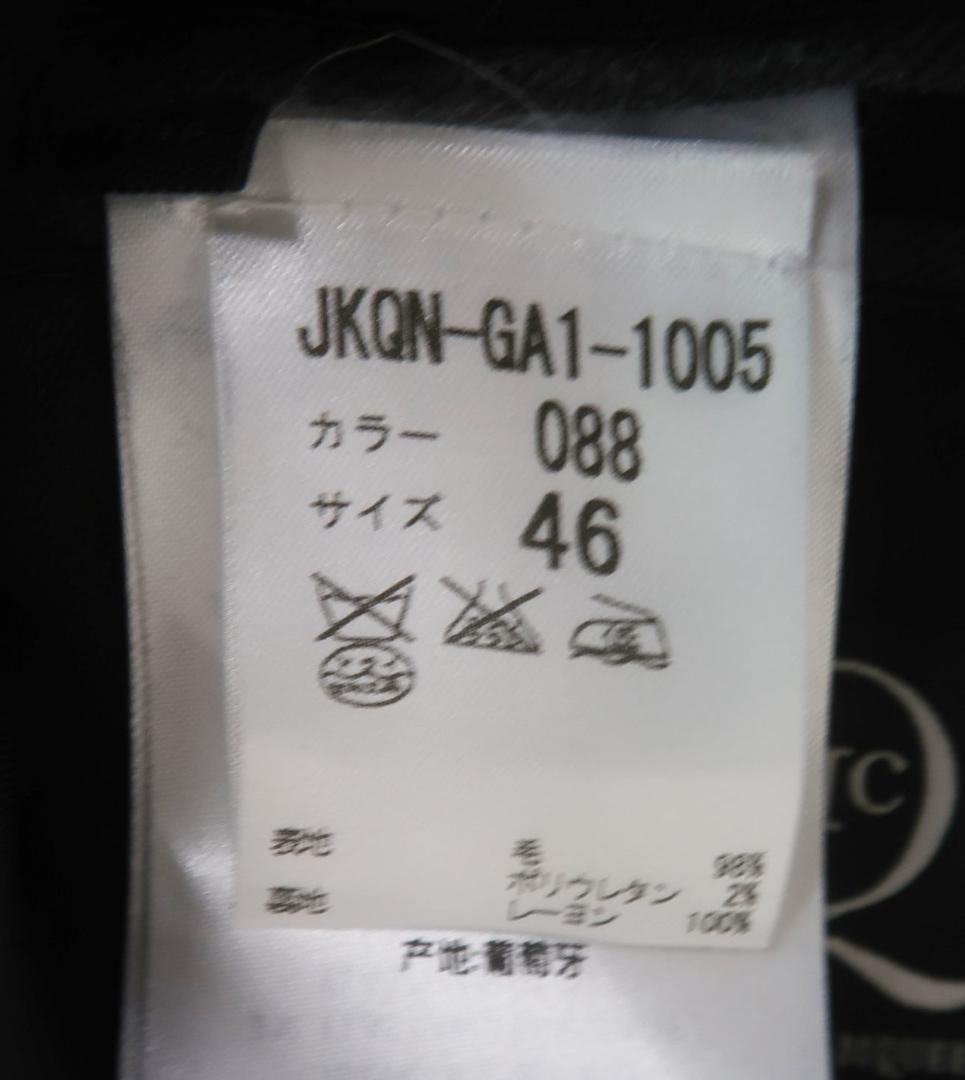 JKQN-GA1-1005
カラー 088
サイズ 46
表地 毛 98%
ポリウレタン 2%
裏地 レーヨン 100%
产地:葡萄牙